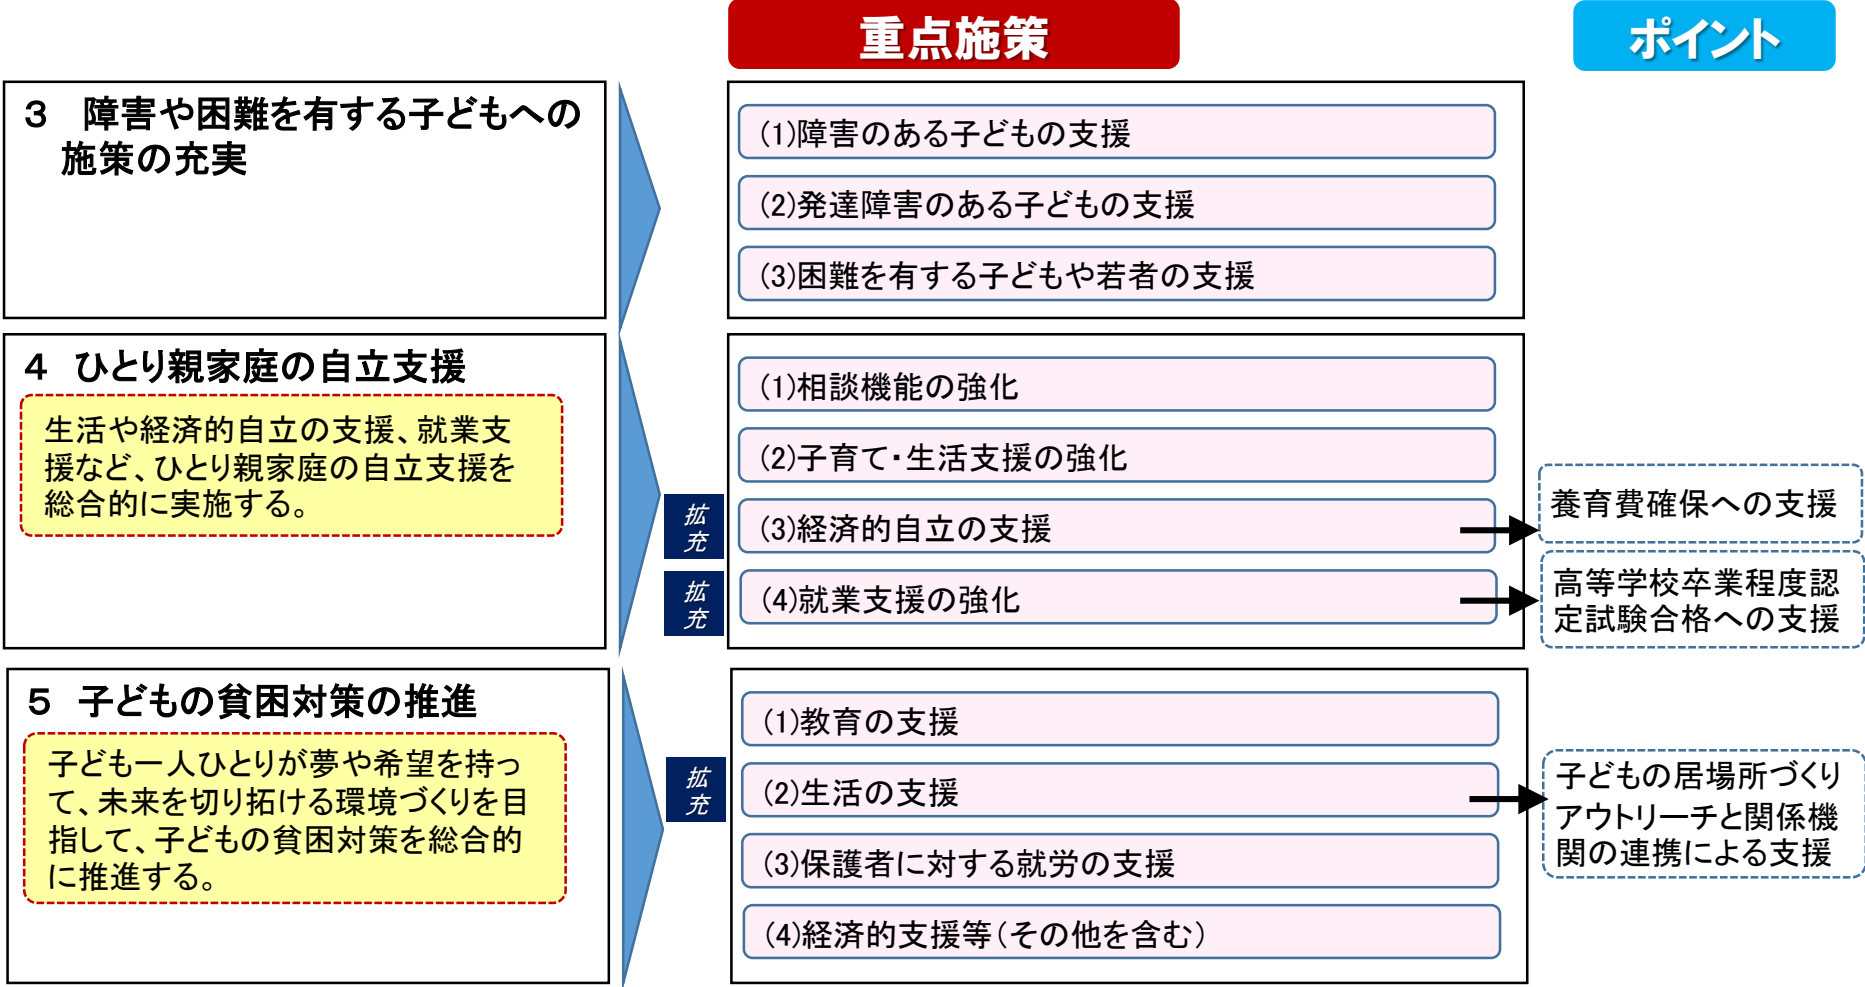 重点施策
ポイント
３　障害や困難を有する子どもへの
施策の充実
(1)障害のある子どもの支援
(2)発達障害のある子どもの支援
(3)困難を有する子どもや若者の支援
４　ひとり親家庭の自立支援
生活や経済的自立の支援、就業支
援など、ひとり親家庭の自立支援を
総合的に実施する。
(1)相談機能の強化
(2)子育て・生活支援の強化
拡
充
(3)経済的自立の支援
養育費確保への支援
拡
充
(4)就業支援の強化
高等学校卒業程度認
定試験合格への支援
５　子どもの貧困対策の推進
子ども一人ひとりが夢や希望を持っ
て、未来を切り拓ける環境づくりを目
指して、子どもの貧困対策を総合的
に推進する。
(1)教育の支援
拡
充
(2)生活の支援
子どもの居場所づくり
アウトリーチと関係機
関の連携による支援
(3)保護者に対する就労の支援
(4)経済的支援等（その他を含む）